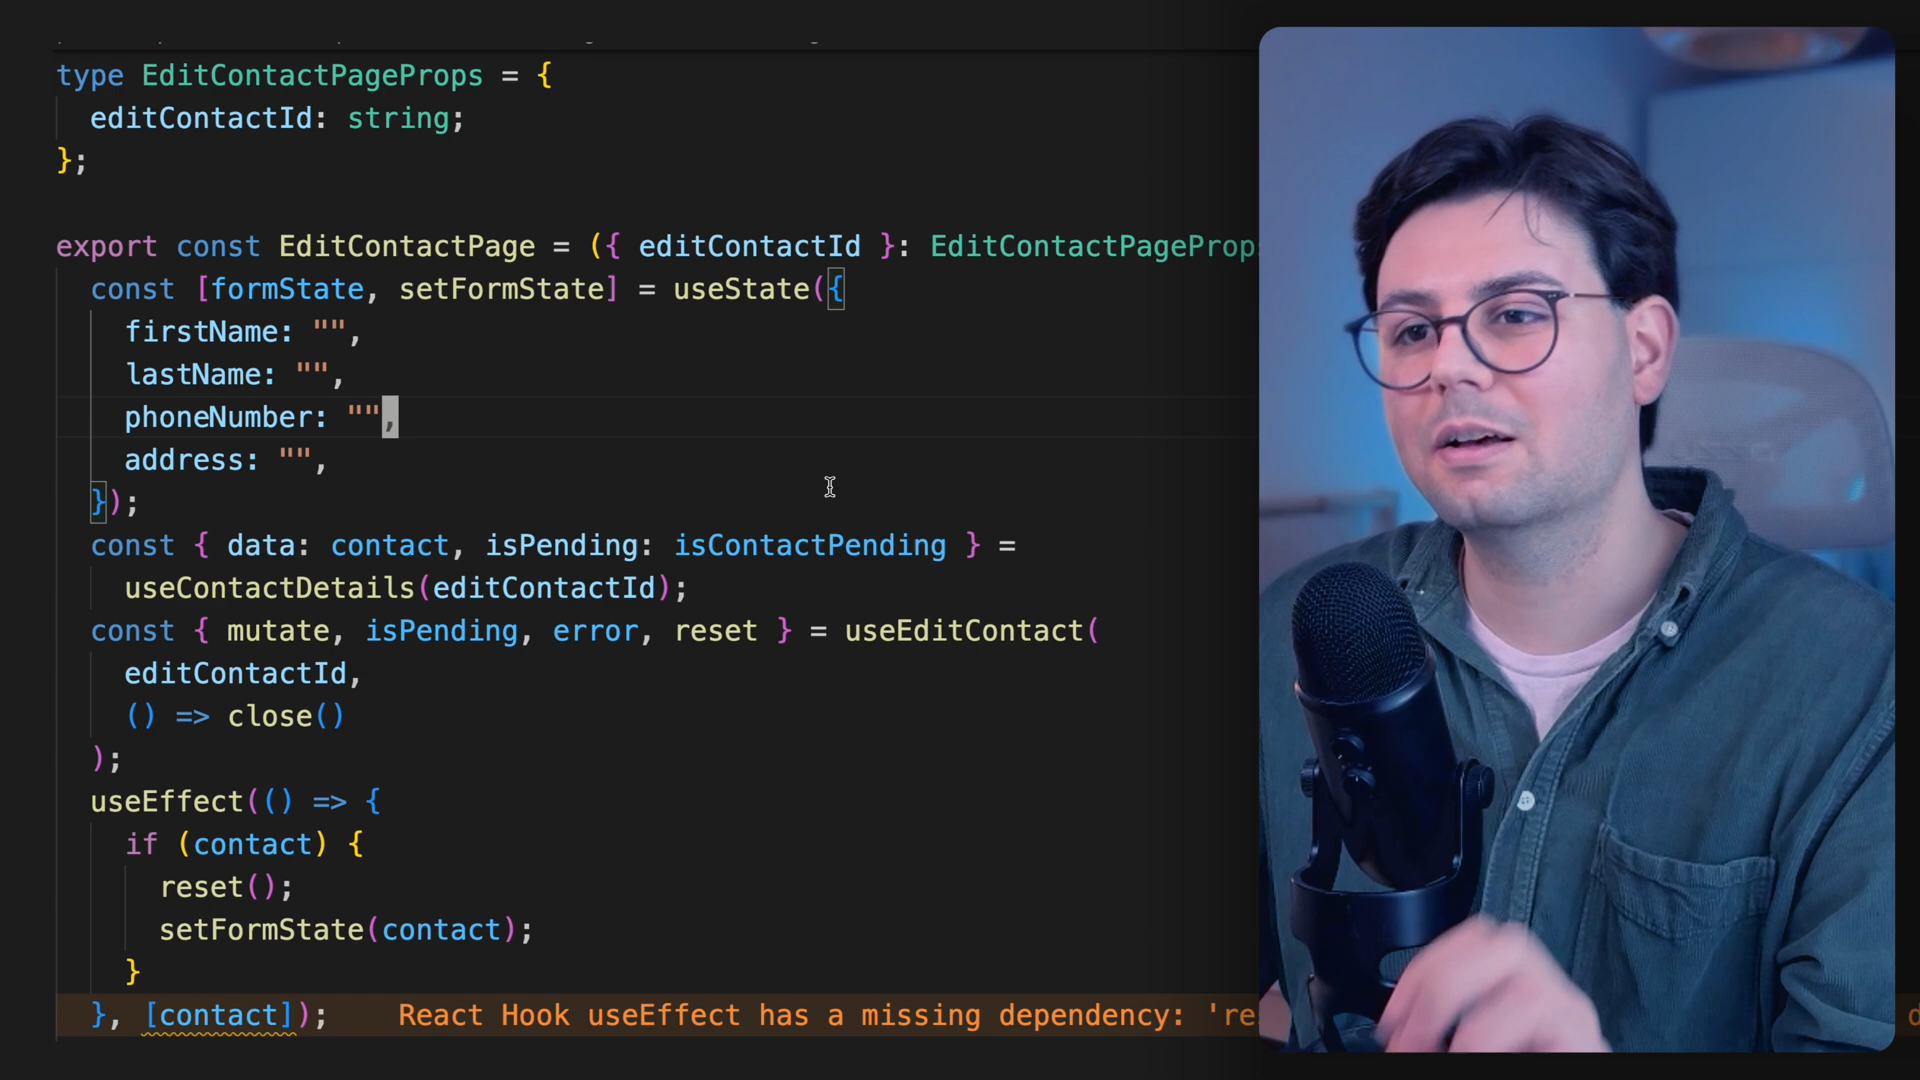 type EditContactPageProps = {
editContactId: string;
};
export const EditContactPage = ({ editContactId }: EditContactPageProps
const [formState, setFormState] = useState({
firstName: "",
lastName: "",
phoneNumber: "",
address: "",
});
const { data: contact, isPending: isContactPending } =
useContactDetails(editContactId);
const { mutate, isPending, error, reset } = useEditContact(
editContactId,
() => close()
);
useEffect(() => {
if (contact) {
reset();
setFormState(contact);
}
}, [contact]); React Hook useEffect has a missing dependency: 're